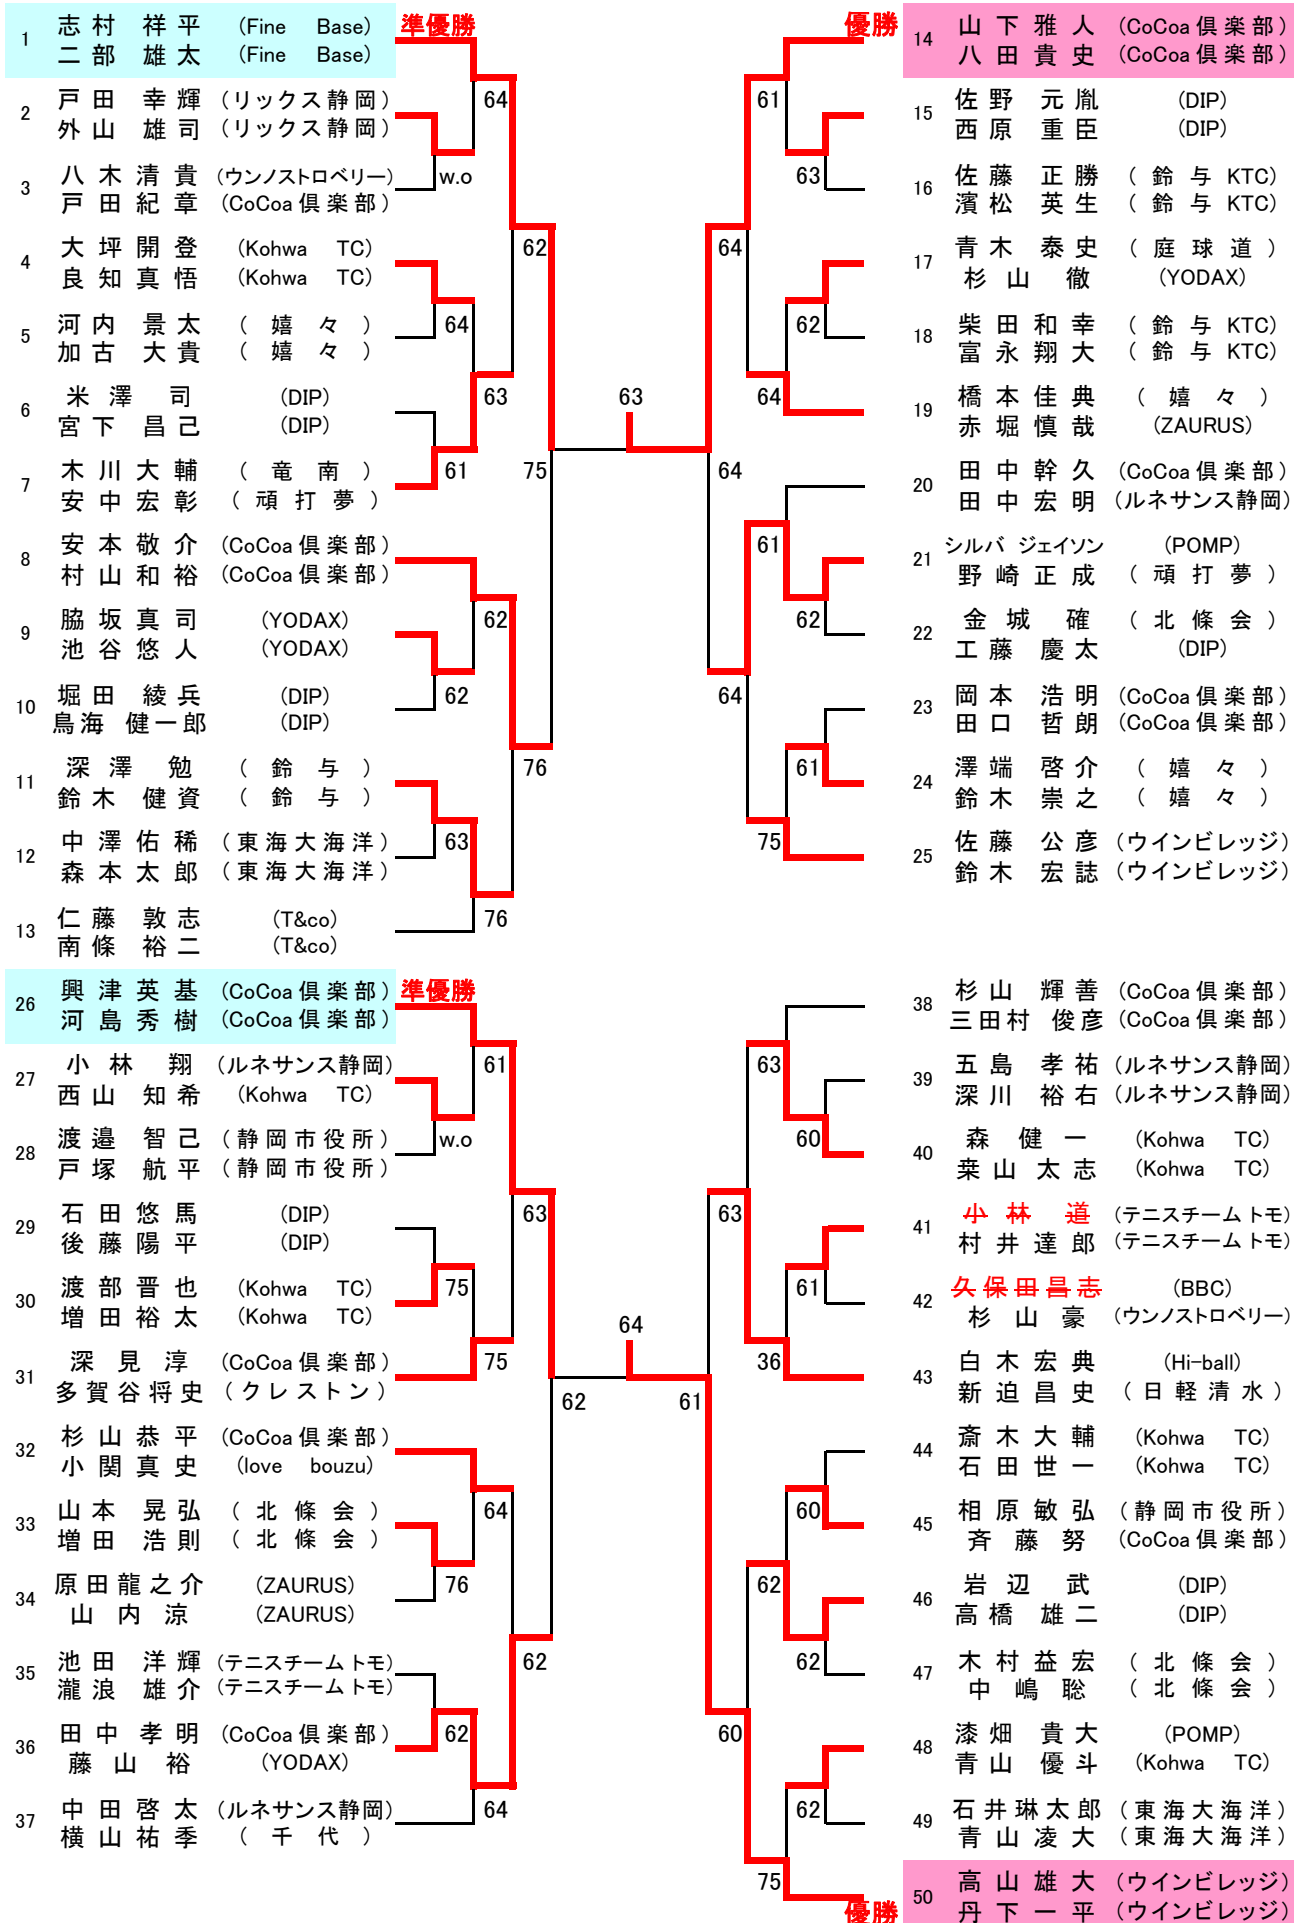 準優勝
優勝
1 志村 祥平 (Fine Base)
二部 雄太 (Fine Base)
2 戸田 幸輝 (リックス静岡)
外山 雄司 (リックス静岡)
3 八木清貴 (ウンノストロベリー)
戸田紀章 (CoCoa倶楽部)
4 大坪開登 (Kohwa TC)
良知真悟 (Kohwa TC)
5 河内 景太 (嬉々)
加古 大貴 (嬉々)
6 米澤 司 (DIP)
宮下 昌己 (DIP)
7 木川大輔 (竜南)
安中宏彰 (頑打夢)
8 安本敬介 (CoCoa倶楽部)
村山和裕 (CoCoa倶楽部)
9 脇坂真司 (YODAX)
池谷悠人 (YODAX)
10 堀田 綾兵 (DIP)
鳥海 健一郎 (DIP)
11 深澤 勉 (鈴与)
鈴木 健資 (鈴与)
12 中澤佑稀 (東海大海洋)
森本太郎 (東海大海洋)
13 仁藤 敦志 (T&co)
南條 裕二 (T&co)
64
w.o
62
64
63
61
75
62
62
76
63
76
63
14 山下雅人 (CoCoa倶楽部)
八田貴史 (CoCoa倶楽部)
15 佐野 元胤 (DIP)
西原 重臣 (DIP)
16 佐藤 正勝 (鈴与KTC)
濱松 英生 (鈴与KTC)
17 青木 泰史 (庭球道)
杉山 徹 (YODAX)
18 柴田和幸 (鈴与KTC)
富永翔大 (鈴与KTC)
19 橋本佳典 (嬉々)
赤堀慎哉 (ZAURUS)
20 田中幹久 (CoCoa倶楽部)
田中宏明 (ルネサンス静岡)
21 シルバ ジェイソン (POMP)
野崎正成 (頑打夢)
22 金城 確 (北條会)
工藤 慶太 (DIP)
23 岡本 浩明 (CoCoa倶楽部)
田口 哲朗 (CoCoa倶楽部)
24 澤端 啓介 (嬉々)
鈴木 崇之 (嬉々)
25 佐藤 公彦 (ウインビレッジ)
鈴木 宏誌 (ウインビレッジ)
61
63
64
62
64
64
61
62
64
61
75
準優勝
26 興津英基 (CoCoa倶楽部)
河島秀樹 (CoCoa倶楽部)
27 小林 翔 (ルネサンス静岡)
西山 知希 (Kohwa TC)
28 渡邉 智己 (静岡市役所)
戸塚 航平 (静岡市役所)
29 石田悠馬 (DIP)
後藤陽平 (DIP)
30 渡部晋也 (Kohwa TC)
増田裕太 (Kohwa TC)
31 深見淳 (CoCoa倶楽部)
多賀谷将史 (クレストン)
32 杉山恭平 (CoCoa倶楽部)
小関真史 (love bouzu)
33 山本 晃弘 (北條会)
増田 浩則 (北條会)
34 原田龍之介 (ZAURUS)
山内涼 (ZAURUS)
35 池田 洋輝 (テニスチームトモ)
瀧浪 雄介 (テニスチームトモ)
36 田中 孝明 (CoCoa倶楽部)
藤山 裕 (YODAX)
37 中田啓太 (ルネサンス静岡)
横山祐季 (千代)
61
w.o
63
75
75
62
64
76
62
62
64
64
38 杉山 輝善 (CoCoa倶楽部)
三田村 俊彦 (CoCoa倶楽部)
39 五島 孝祐 (ルネサンス静岡)
深川 裕右 (ルネサンス静岡)
40 森 健一 (Kohwa TC)
桒山太志 (Kohwa TC)
41 小林 道 (テニスチームトモ)
村井達郎 (テニスチームトモ)
42 久保田昌志 (BBC)
杉山豪 (ウンノストロベリー)
43 白木宏典 (Hi-ball)
新迫昌史 (日軽清水)
44 斎木大輔 (Kohwa TC)
石田世一 (Kohwa TC)
45 相原敏弘 (静岡市役所)
斉藤努 (CoCoa倶楽部)
46 岩辺 武 (DIP)
高橋 雄二 (DIP)
47 木村益宏 (北條会)
中嶋聡 (北條会)
48 漆畑 貴大 (POMP)
青山 優斗 (Kohwa TC)
49 石井琳太郎 (東海大海洋)
青山凌大 (東海大海洋)
50 高山雄大 (ウインビレッジ)
丹下一平 (ウインビレッジ)
63
60
63
61
36
61
60
62
62
60
62
75
優勝